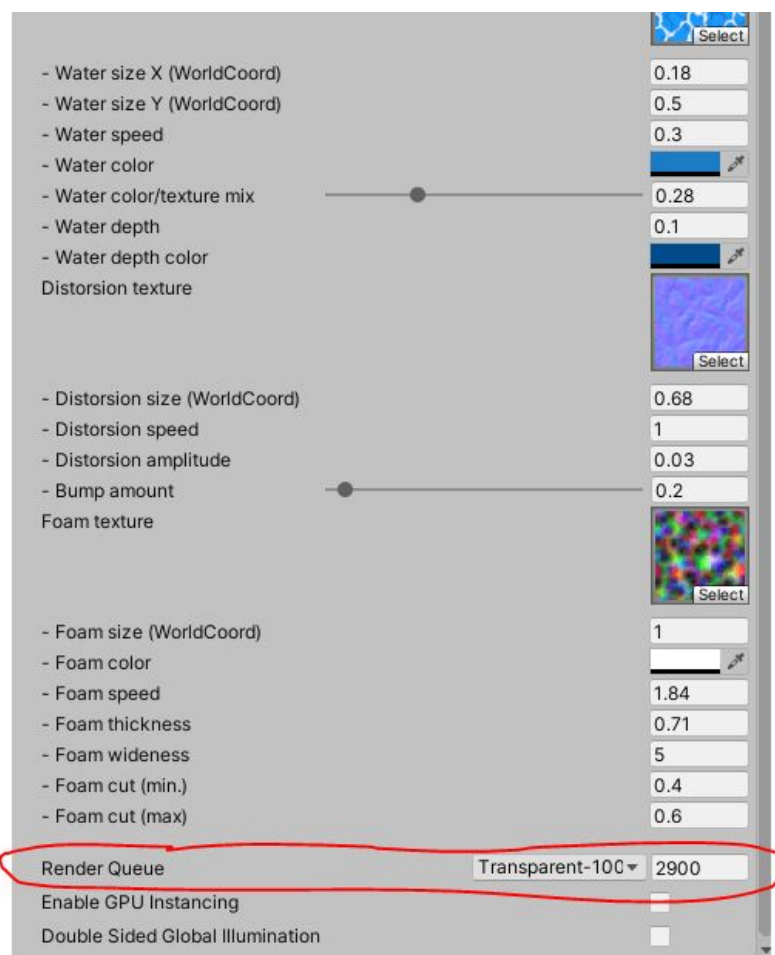 Select
- Water size X (WorldCoord) 0.18
- Water size Y (WorldCoord) 0.5
- Water speed 0.3
- Water color
- Water color/texture mix 0.28
- Water depth 0.1
- Water depth color
Distorsion texture
Select
- Distorsion size (WorldCoord) 0.68
- Distorsion speed 1
- Distorsion amplitude 0.03
- Bump amount 0.2
Foam texture
Select
- Foam size (WorldCoord) 1
- Foam color
- Foam speed 1.84
- Foam thickness 0.71
- Foam wideness 5
- Foam cut (min.) 0.4
- Foam cut (max) 0.6
Render Queue Transparent-100 2900
Enable GPU Instancing
Double Sided Global Illumination